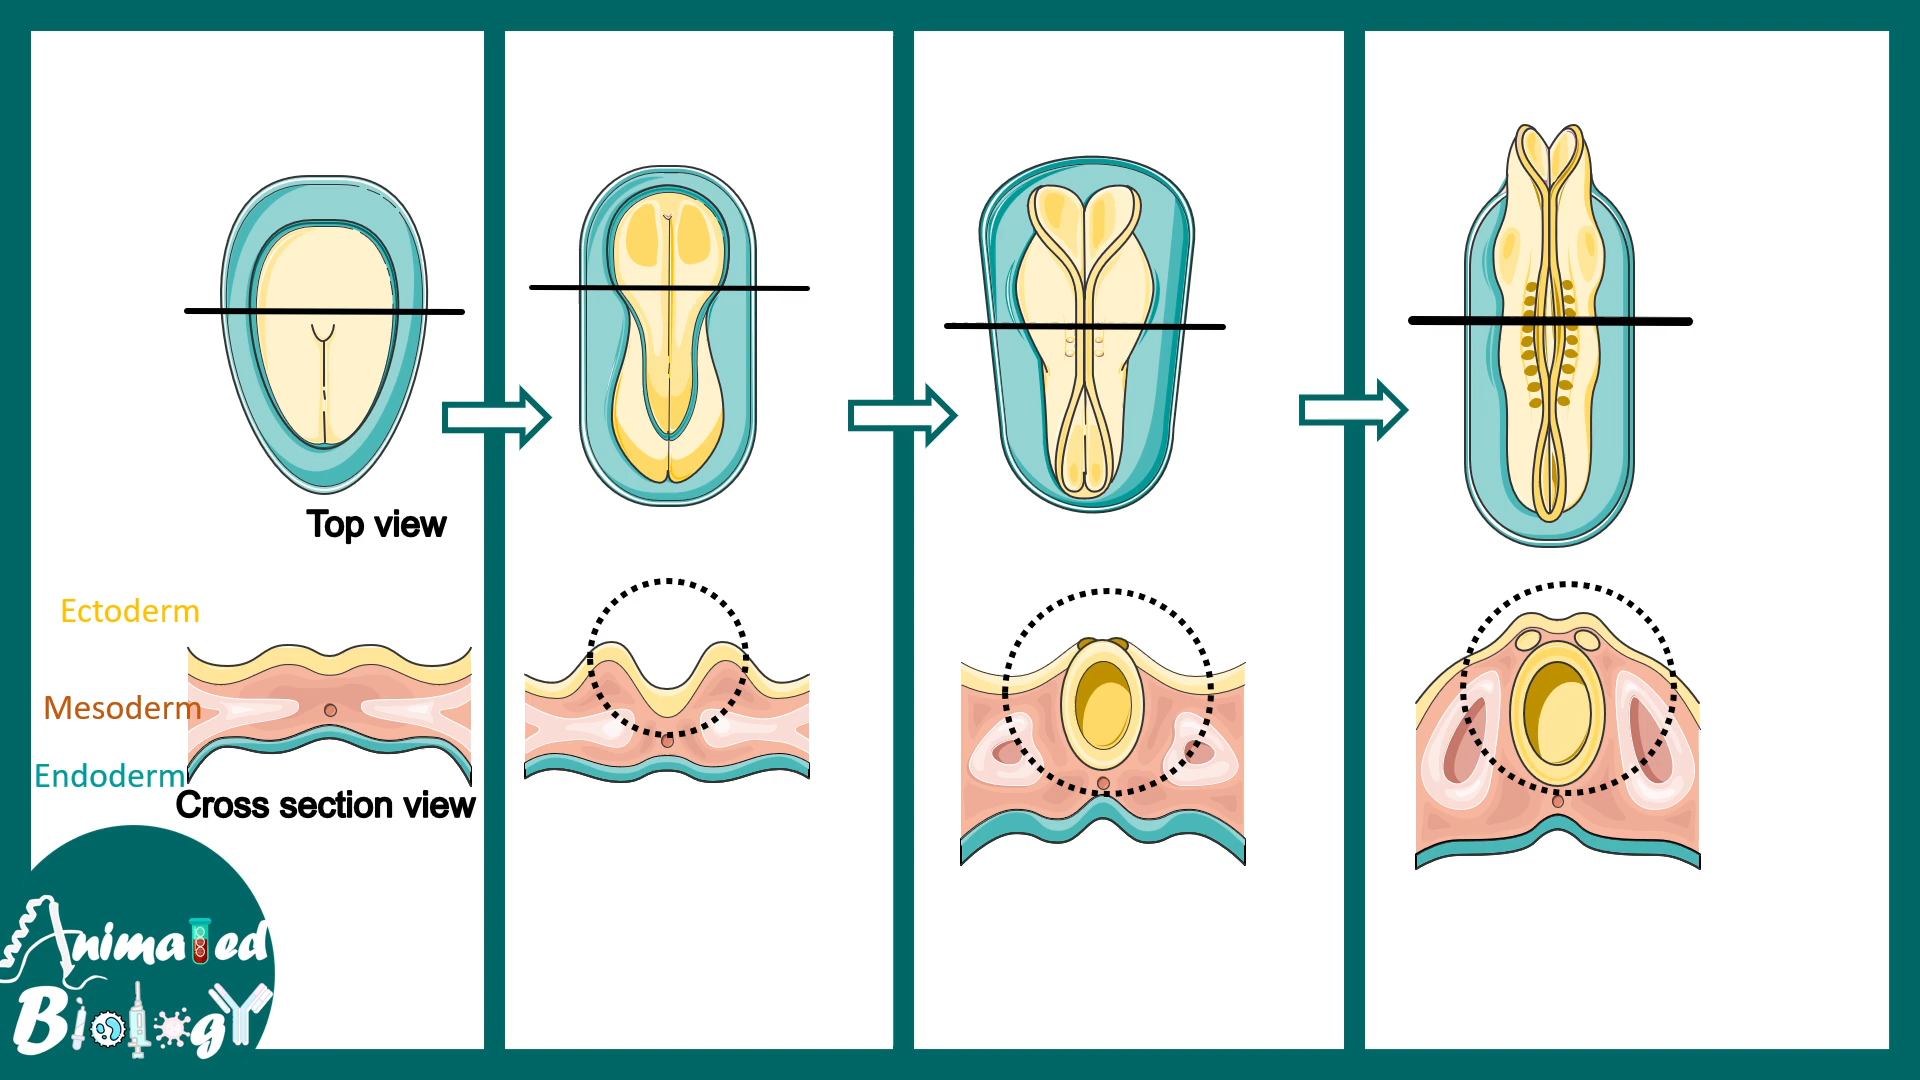 Top view
Ectoderm
Mesoderm
Endoderm
Cross section view
Animated
Biology